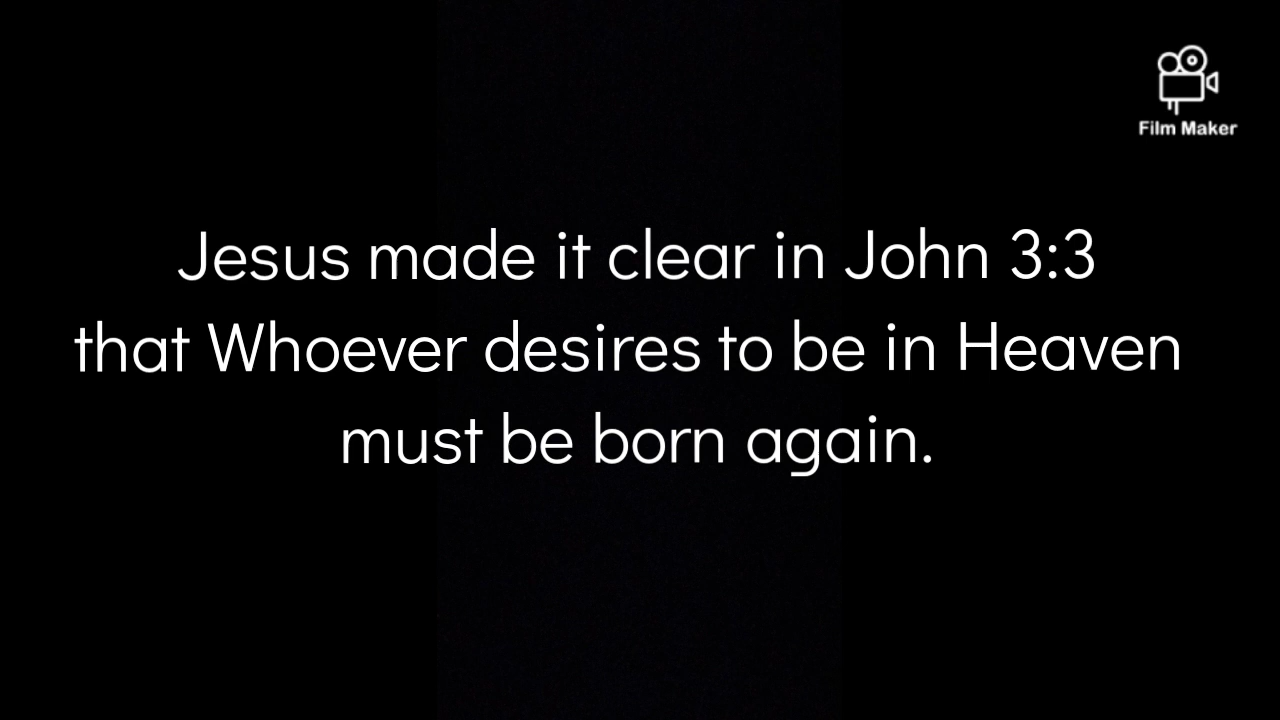 Film Maker
Jesus made it clear in John 3:3
that Whoever desires to be in Heaven
must be born again.